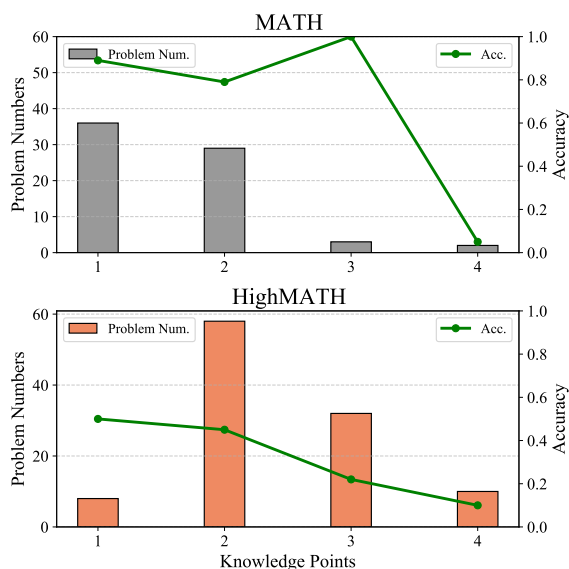 MATH
Problem Num.
Acc.
Problem Numbers
0
10
20
30
40
50
60
0.0
0.2
0.4
0.6
0.8
1.0
Accuracy
1 2 3 4
HighMATH
Problem Num.
Acc.
Problem Numbers
0
20
40
60
0.0
0.2
0.4
0.6
0.8
1.0
Accuracy
1 2 3 4
Knowledge Points